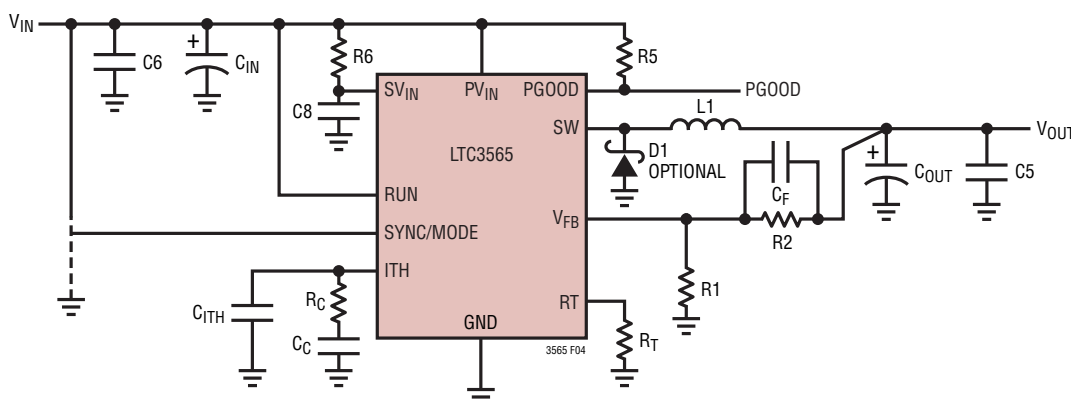 VIN
C6
+
CIN
R6
C8
SVIN
PVIN
PGOOD
R5
PGOOD
SW
L1
VOUT
LTC3565
D1
OPTIONAL
CF
R2
+
COUT
C5
RUN
VFB
SYNC/MODE
ITH
R1
CITH
RC
CC
RT
RT
GND
3565 F04